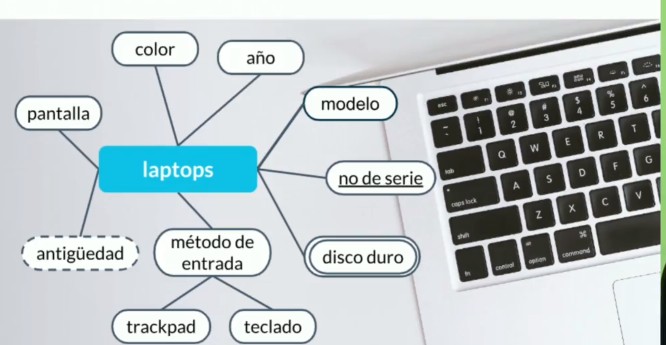 color
año
pantalla
modelo
laptops
no de serie
antigüedad
método de
entrada
disco duro
trackpad
teclado
esc
!
1
@
2
#
3
$
4
%
5
^
6
tab
Q
W
E
R
T
caps lock
A
S
D
F
G
shift
Z
X
C
V
fn
control
option
command